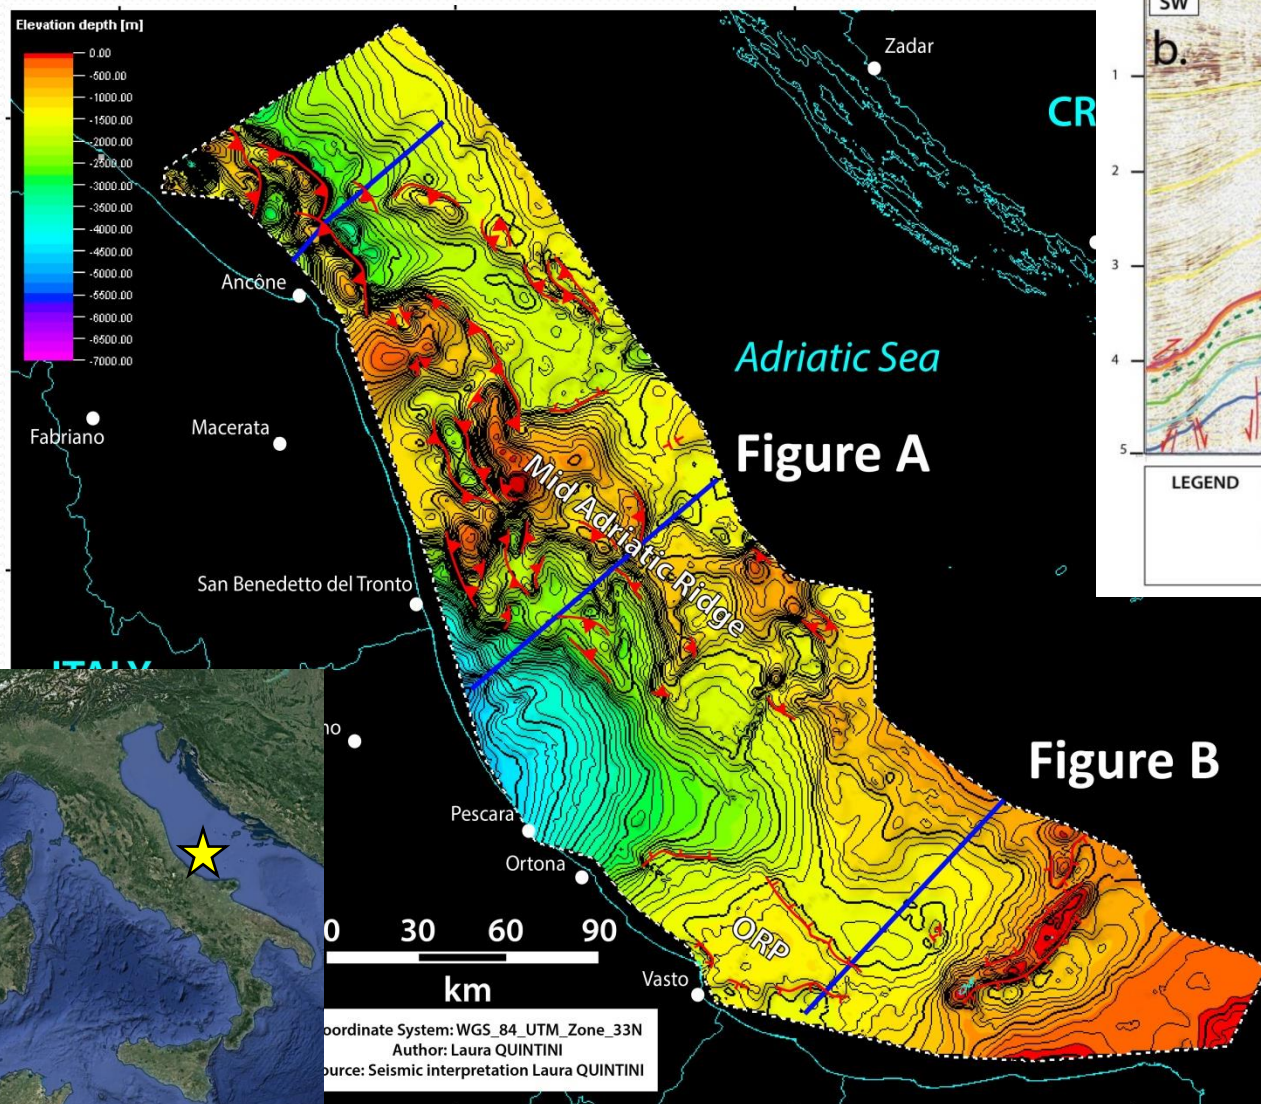 Elevation depth [m]
0.00
-500.00
-1000.00
-1500.00
-2000.00
-2500.00
-3000.00
-3500.00
-4000.00
-4500.00
-5000.00
-5500.00
-6000.00
-6500.00
-7000.00
Zadar
CR
SW
b.
1
2
3
4
5
LEGEND
Ancône
Adriatic Sea
Fabriano
Macerata
Figure A
Mid Adriatic Ridge
San Benedetto del Tronto
ITALY
no
Figure B
Pescara
Ortona
ORP
0 30 60 90
km
Vasto
oordinate System: WGS_84_UTM_Zone_33N
Author: Laura QUINTINI
ource: Seismic interpretation Laura QUINTINI